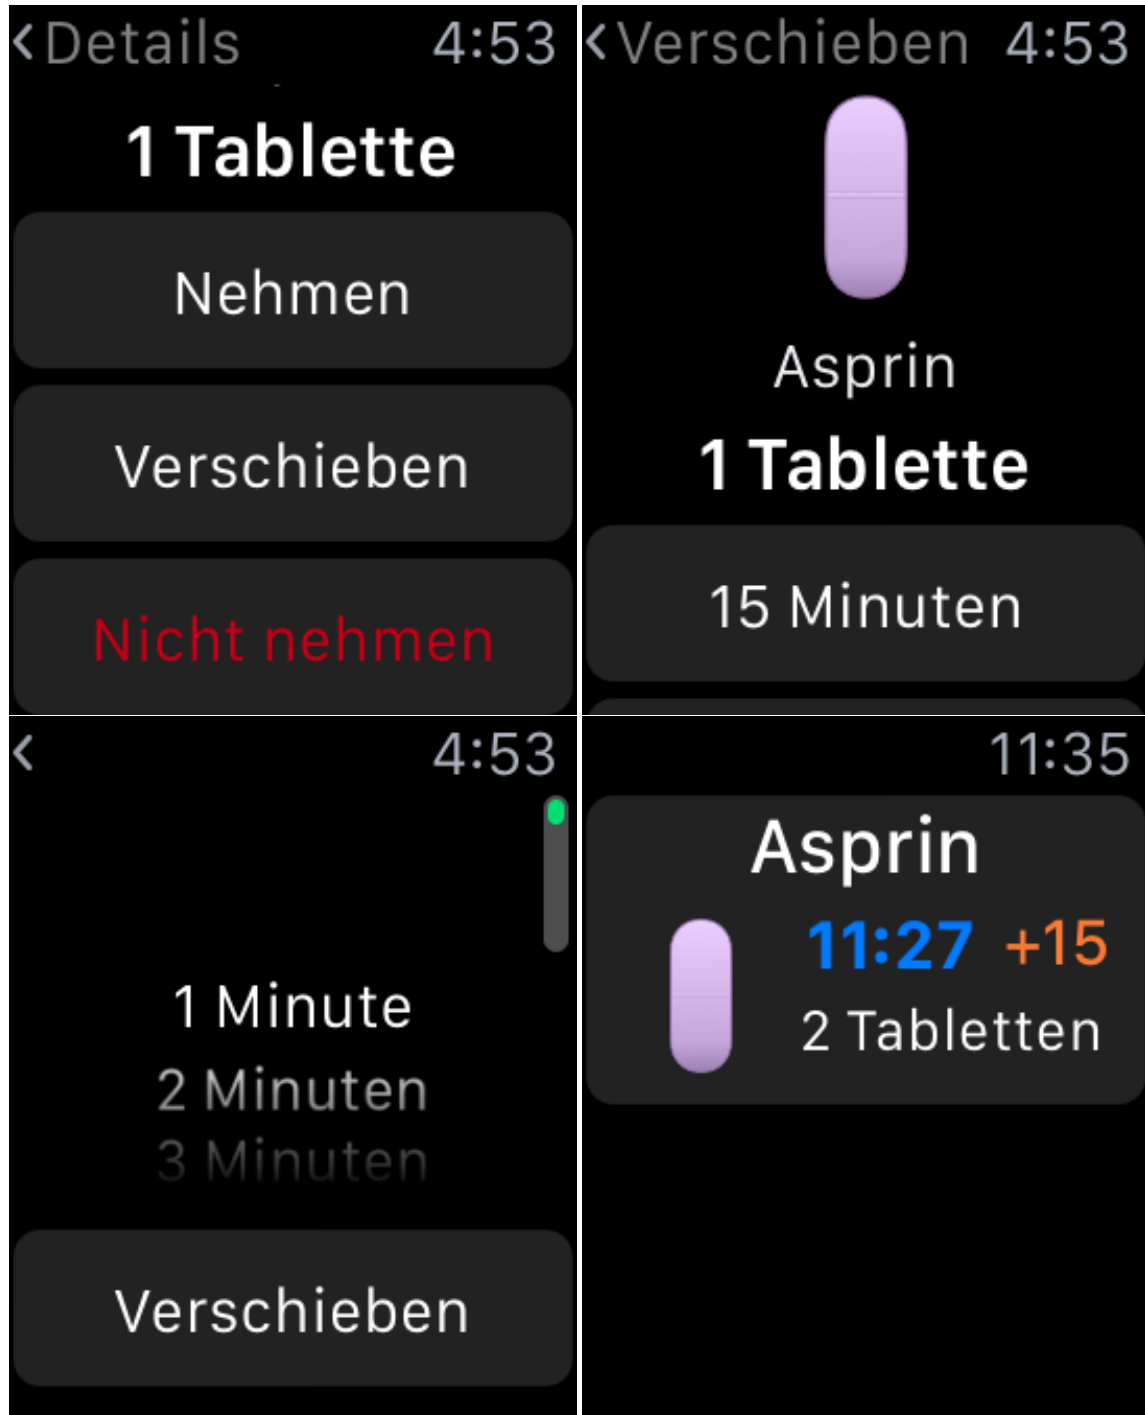 < Details 4:53
1 Tablette
Nehmen
Verschieben
Nicht nehmen
< Verschieben 4:53
Asprin
1 Tablette
15 Minuten
< 4:53
1 Minute
2 Minuten
3 Minuten
Verschieben
11:35
Asprin
11:27 +15
2 Tabletten